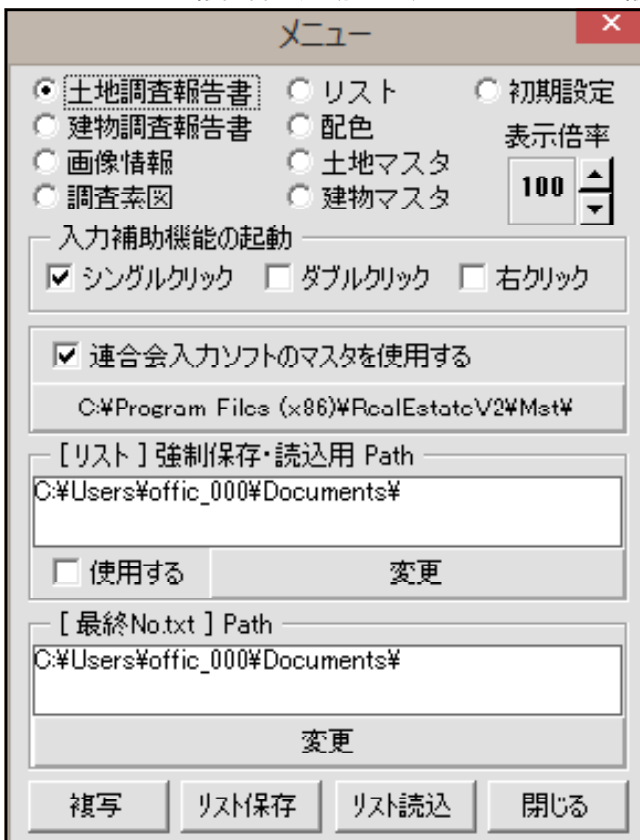 メニュー
土地調査報告書 リスト 初期設定
建物調査報告書 配色 表示倍率
画像情報 土地マスタ 100
調査素図 建物マスタ
入力補助機能の起動
シングルクリック ダブルクリック 右クリック
連合会入力ソフトのマスタを使用する
C:¥Program Files (x86)¥RealEstateV2¥Mst¥
[リスト]強制保存・読込用 Path
C:¥Users¥offic_000¥Documents¥
使用する 変更
[ 最終No.txt ] Path
C:¥Users¥offic_000¥Documents¥
変更
複写 リスト保存 リスト読込 閉じる